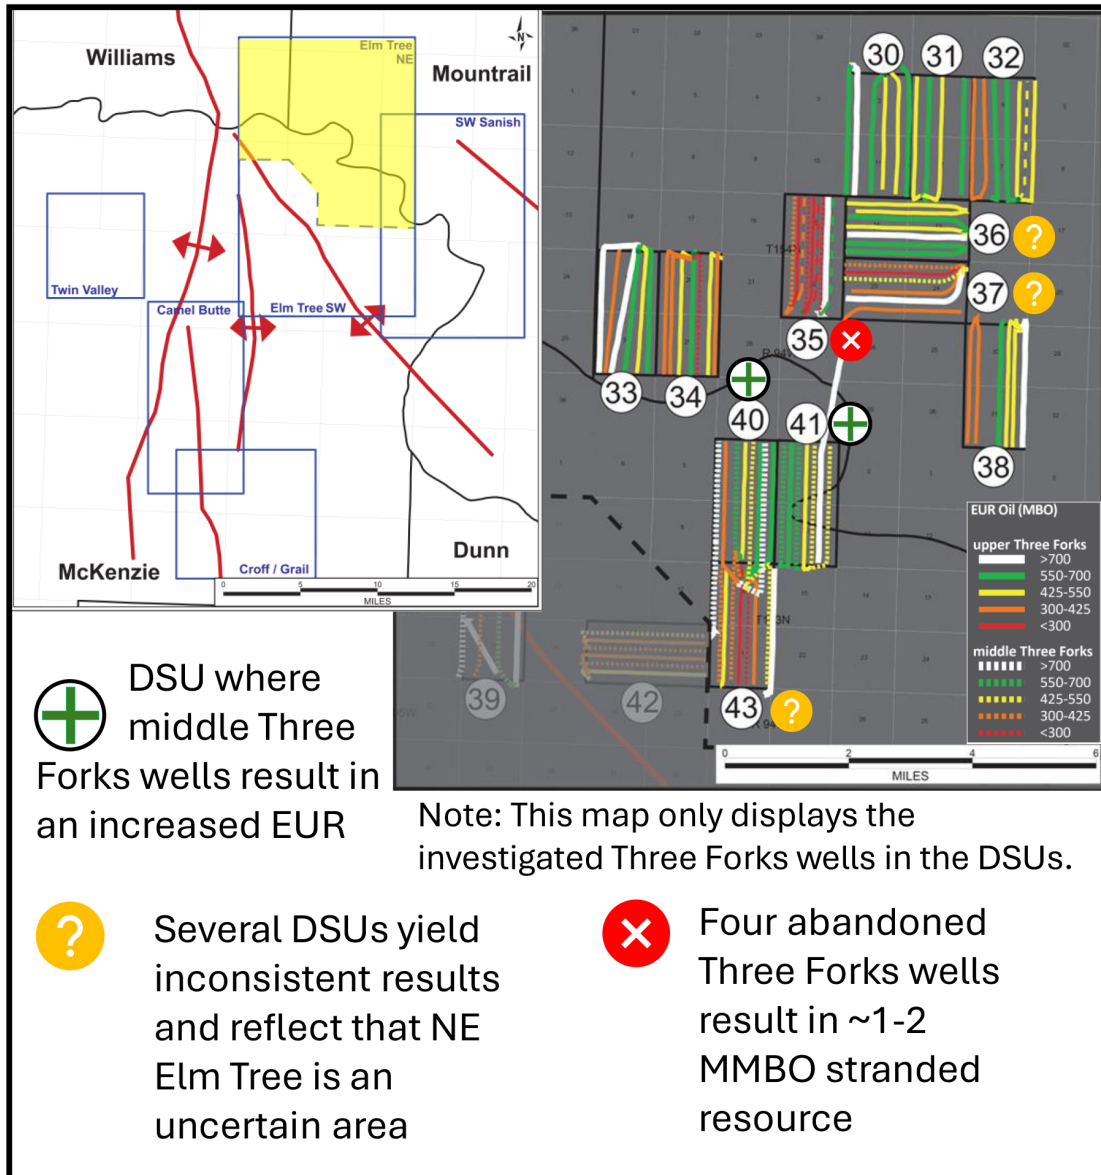 Williams
Elm Tree
NE
N
Mountrail
SW Sanish
Twin Valley
Camel Butte
Elm Tree SW
McKenzie
Croff / Grail
Dunn
0 5 10 15 20
MILES
30 31 32
36 ?
T154
37 ?
35
R 94W
33 34
40 41
38
39 42
43 ?
EUR Oil (MBO)
upper Three Forks
>700
550-700
425-550
300-425
<300
middle Three Forks
>700
550-700
425-550
300-425
<300
0 2 4 6
MILES
DSU where
middle Three
Forks wells result in
an increased EUR
Note: This map only displays the
investigated Three Forks wells in the DSUs.
?
Several DSUs yield
inconsistent results
and reflect that NE
Elm Tree is an
uncertain area
Four abandoned
Three Forks wells
result in ~1-2
MMBO stranded
resource